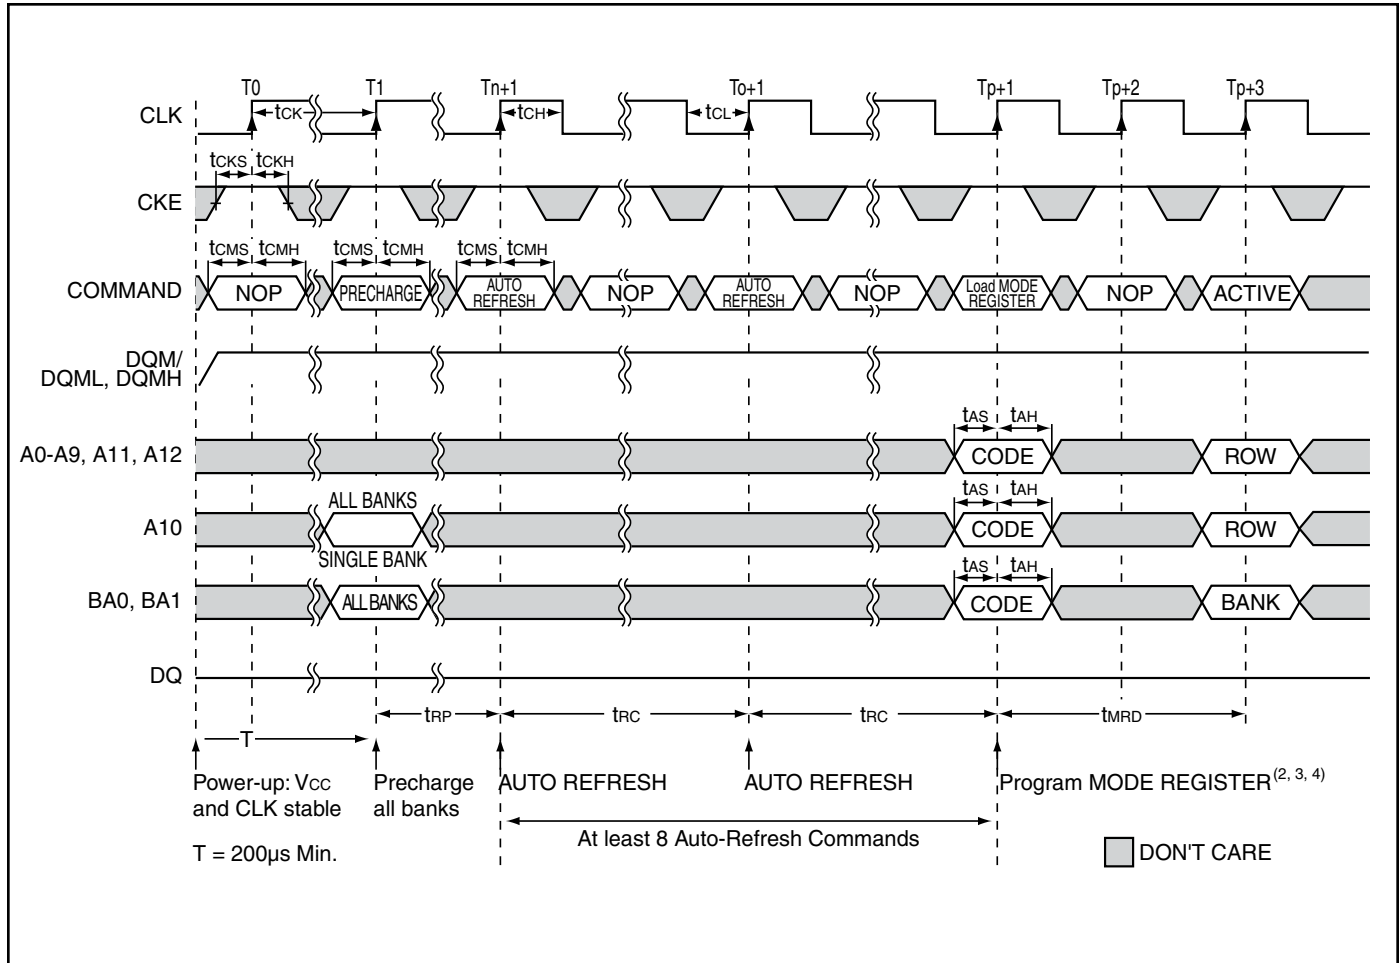 T0 T1 Tn+1 To+1 Tp+1 Tp+2 Tp+3
CLK tCK tCH tCL
tCKS tCKH
CKE
tCMS tCMH tCMS tCMH tCMS tCMH
COMMAND NOP PRECHARGE AUTO REFRESH NOP AUTO REFRESH NOP Load MODE REGISTER NOP ACTIVE
DQM/
DQML, DQMH
tAS tAH
A0-A9, A11, A12 CODE ROW
ALL BANKS tAS tAH
A10 CODE ROW
SINGLE BANK tAS tAH
BA0, BA1 ALL BANKS CODE BANK
DQ
tRP tRC tRC tMRD
T
Power-up: VCC Precharge AUTO REFRESH AUTO REFRESH Program MODE REGISTER(2, 3, 4)
and CLK stable all banks
At least 8 Auto-Refresh Commands
T = 200µs Min. DON'T CARE